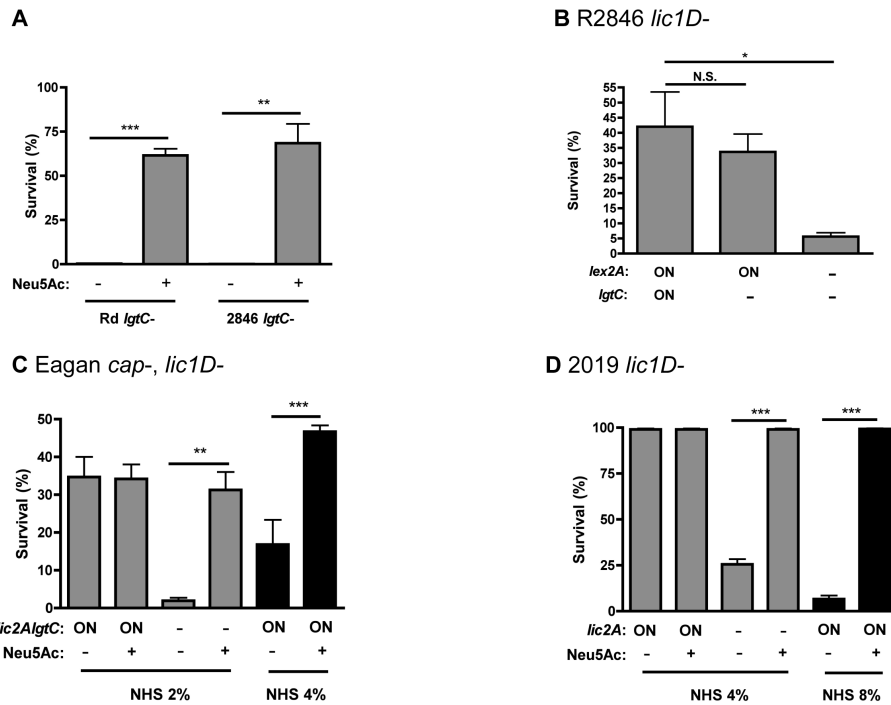 A
Survival (%)
100
75
50
25
0
***
**
Neu5Ac: - + - +
Rd lgtC- 2846 lgtC-
B R2846 lic1D-
Survival (%)
55
50
45
40
35
30
25
20
15
10
5
0
*
N.S.
lex2A: ON ON –
lgtC: ON – –
C Eagan cap-, lic1D-
Survival (%)
50
40
30
20
10
0
**
***
ic2AlgtC: ON ON - - ON ON
Neu5Ac: - + - + - +
NHS 2% NHS 4%
D 2019 lic1D-
Survival (%)
100
75
50
25
0
***
***
lic2A: ON ON - - ON ON
Neu5Ac: - + - + - +
NHS 4% NHS 8%